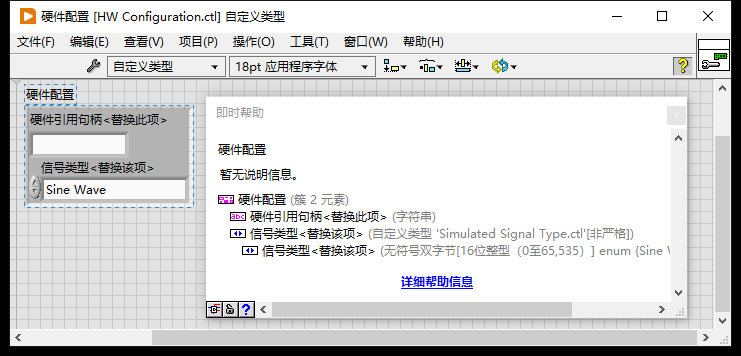 硬件配置 [HW Configuration.ctl] 自定义类型
文件(F) 编辑(E) 查看(V) 项目(P) 操作(O) 工具(T) 窗口(W) 帮助(H)
自定义类型 18pt 应用程序字体
硬件配置
硬件引用句柄<替换此项>
信号类型<替换该项>
Sine Wave
即时帮助
硬件配置
暂无说明信息。
硬件配置 (簇 2 元素)
abc 硬件引用句柄<替换此项> (字符串)
信号类型<替换该项> (自定义类型 'Simulated Signal Type.ctl'[非严格])
信号类型<替换该项> (无符号双字节[16位整型（0至65,535）] enum {Sine
详细帮助信息